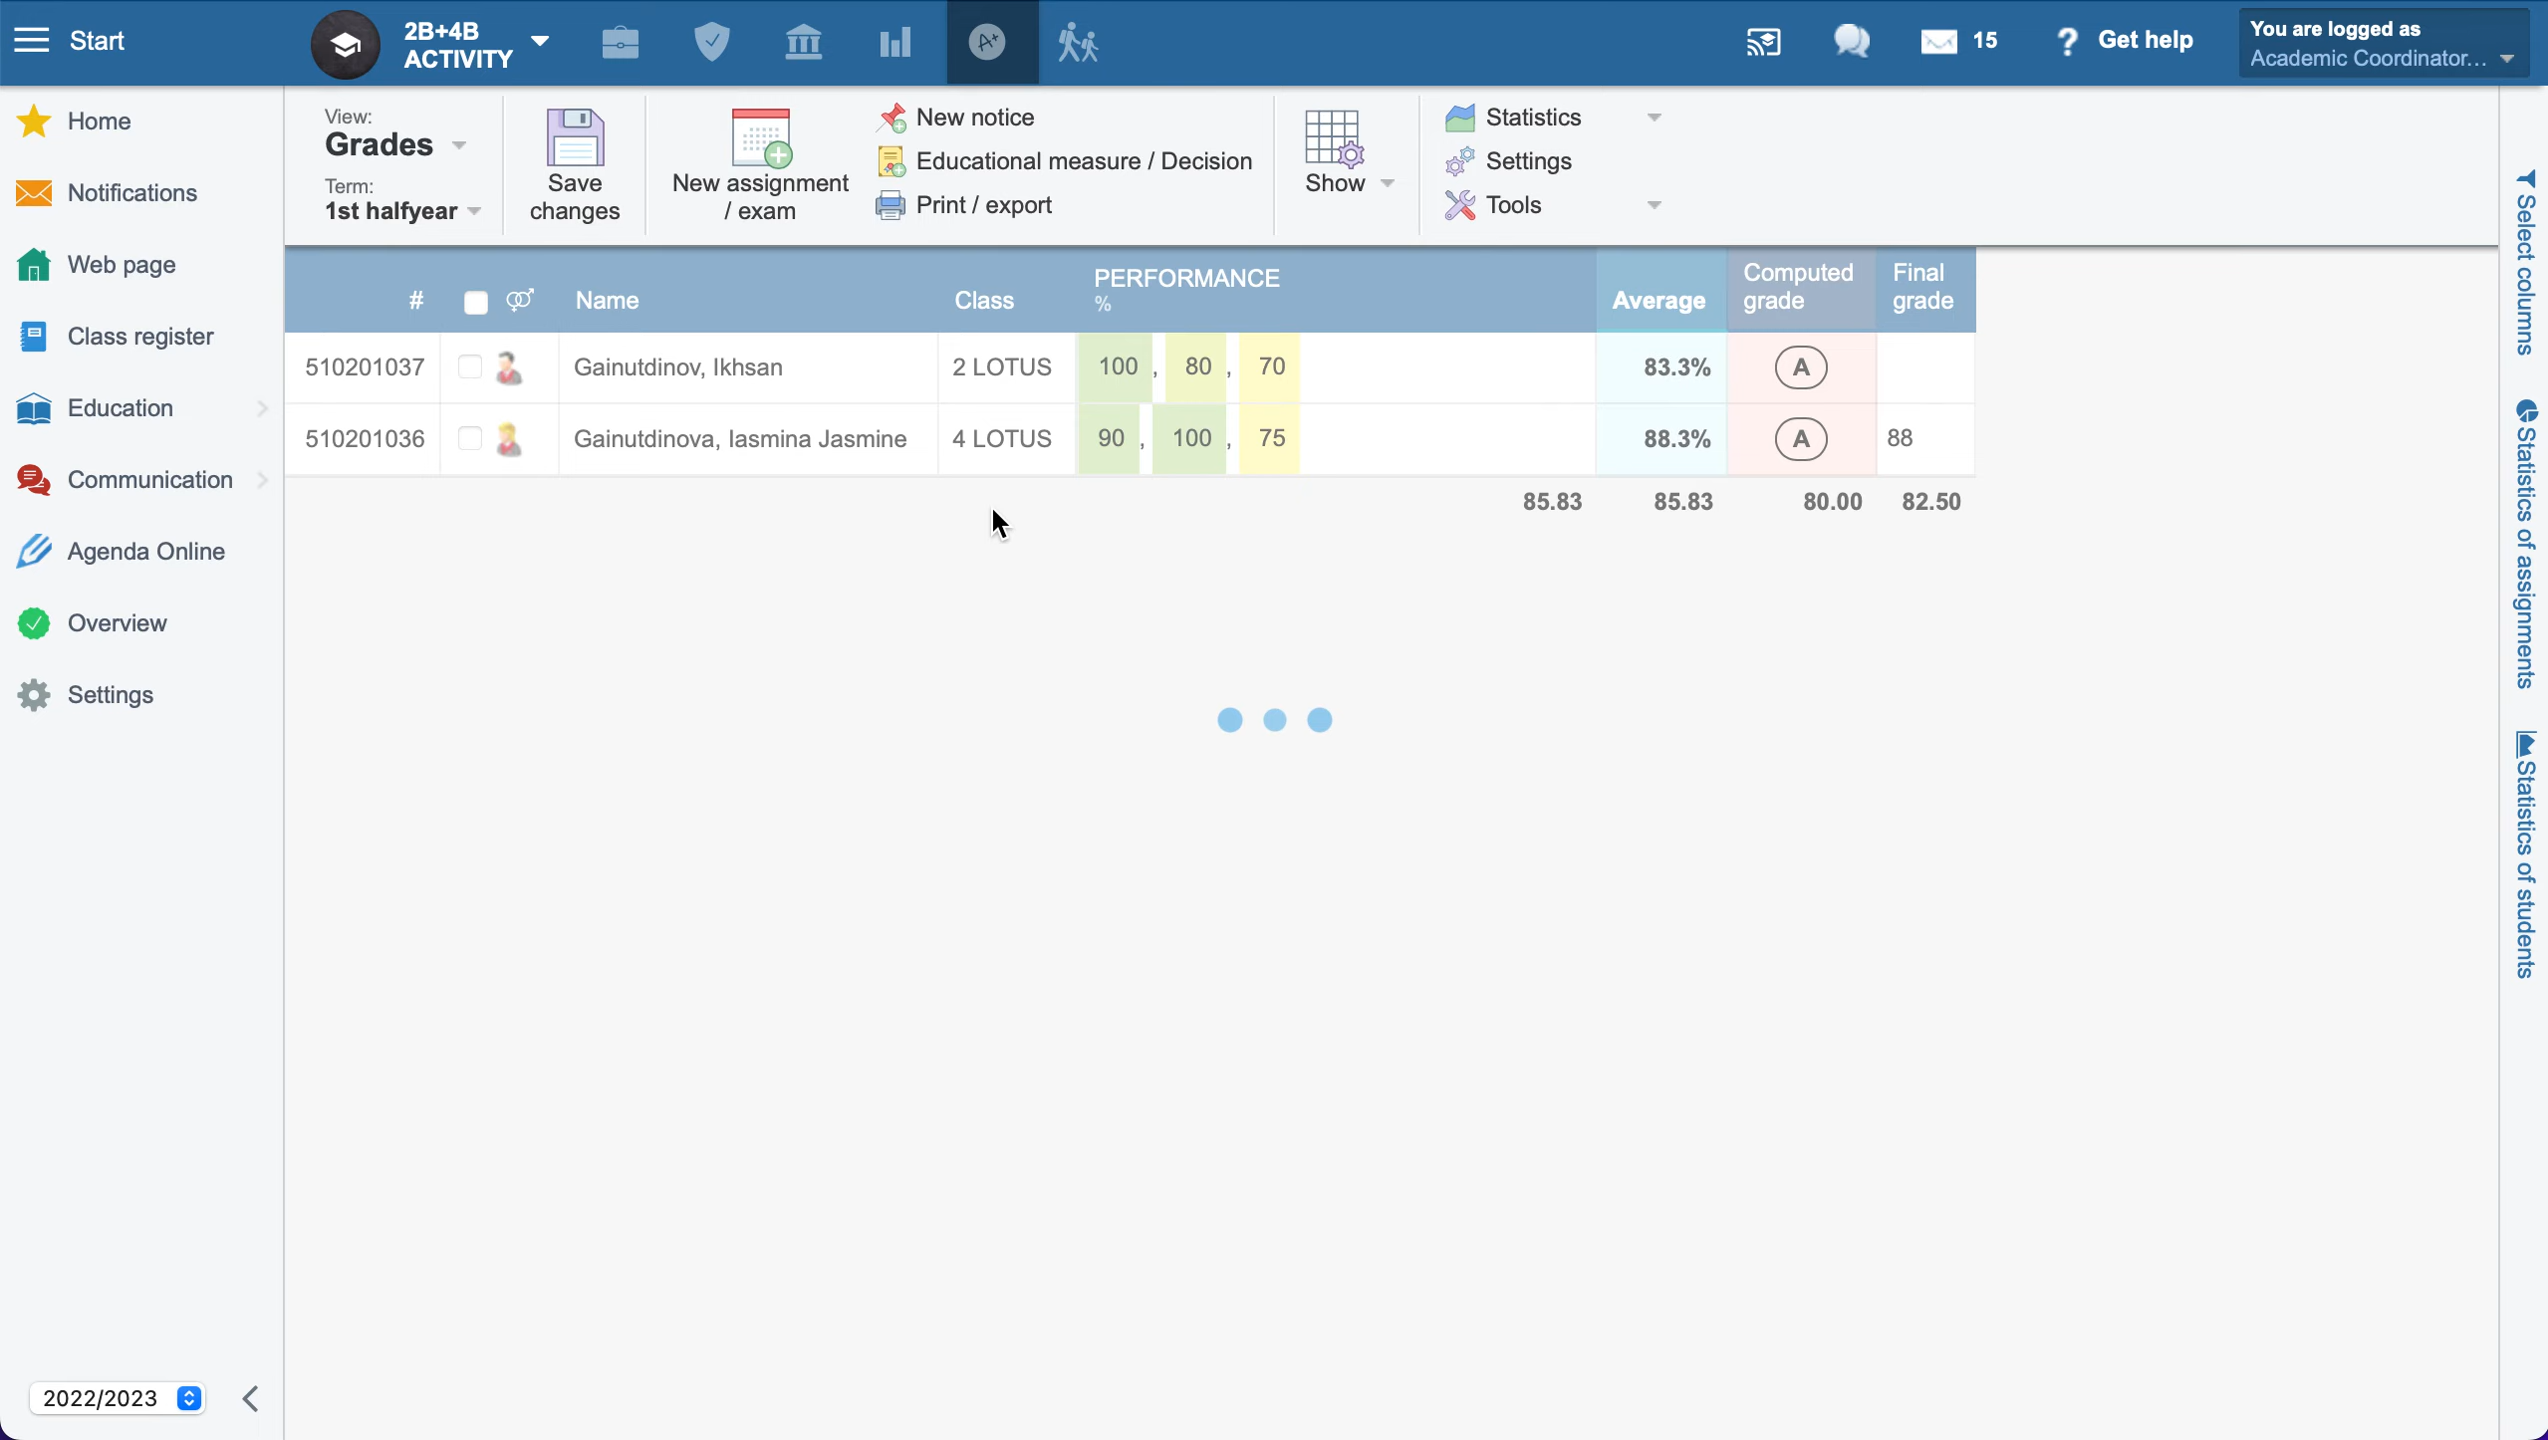 Start
2B+4B
ACTIVITY
A+
15
? Get help
You are logged as
Academic Coordinator...
Home
Notifications
Web page
Class register
Education
Communication
Agenda Online
Overview
Settings
2022/2023
View:
Grades
Term:
1st halfyear
Save
changes
New assignment
/ exam
New notice
Educational measure / Decision
Print / export
Show
Statistics
Settings
Tools
# Name Class PERFORMANCE % Average Computed grade Final grade
510201037 Gainutdinov, Ikhsan 2 LOTUS 100 , 80 , 70 83.3% A
510201036 Gainutdinova, Iasmina Jasmine 4 LOTUS 90 , 100 , 75 88.3% A 88
85.83 85.83 80.00 82.50
Select columns
Statistics of assignments
Statistics of students